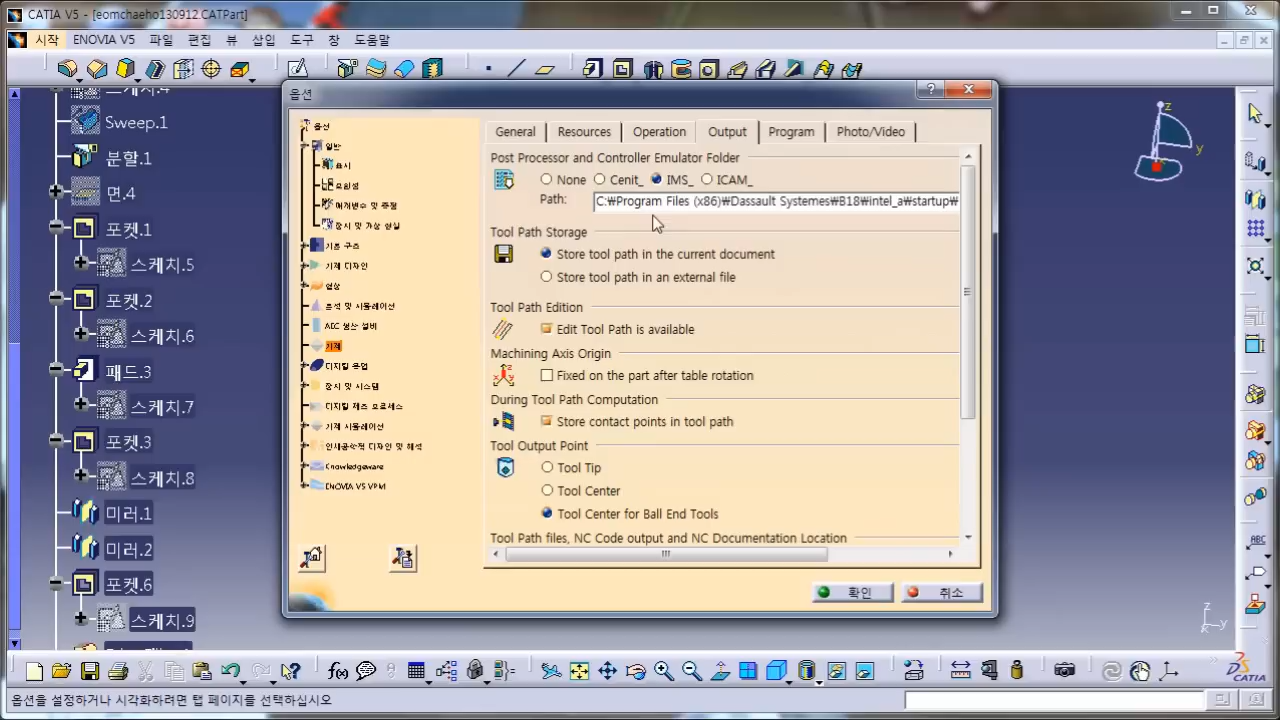 CATIA V5 - [eomchaeho130912.CATPart]
시작 ENOVIA V5 파일 편집 뷰 삽입 도구 창 도움말
스케치.4
Sweep.1
분할.1
면.4
포켓.1
스케치.5
포켓.2
스케치.6
패드.3
스케치.7
포켓.3
스케치.8
미러.1
미러.2
포켓.6
스케치.9
옵션
옵션
일반
표시
호환성
매개변수 및 측정
장치 및 가상 현실
기본 구조
기계 디자인
형상
분석 및 시뮬레이션
AEC 생산 설비
기계
디지털 목업
장치 및 시스템
디지털 제조 프로세스
기계 시뮬레이션
인체공학적 디자인 및 해석
Knowledgeware
ENOVIA V5 VPM
General Resources Operation Output Program Photo/Video
Post Processor and Controller Emulator Folder
None Cenit_ IMS_ ICAM_
Path: C:₩Program Files (x86)₩Dassault Systemes₩B18₩intel_a₩startup₩
Tool Path Storage
Store tool path in the current document
Store tool path in an external file
Tool Path Edition
Edit Tool Path is available
Machining Axis Origin
Fixed on the part after table rotation
During Tool Path Computation
Store contact points in tool path
Tool Output Point
Tool Tip
Tool Center
Tool Center for Ball End Tools
Tool Path files, NC Code output and NC Documentation Location
확인 취소
z
y
z
y
x
ABC
f(x)
CATIA
옵션을 설정하거나 시각화하려면 탭 페이지를 선택하십시오